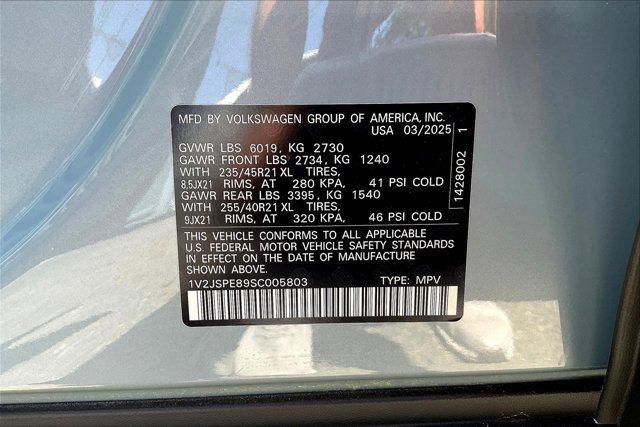 MFD BY VOLKSWAGEN GROUP OF AMERICA, INC.
USA 03/2025
GVWR LBS 6019, KG 2730
GAWR FRONT LBS 2734, KG 1240
WITH 235/45R21 XL TIRES,
8,5JX21 RIMS, AT 280 KPA, 41 PSI COLD
GAWR REAR LBS 3395, KG 1540
WITH 255/40R21 XL TIRES,
9JX21 RIMS, AT 320 KPA, 46 PSI COLD
THIS VEHICLE CONFORMS TO ALL APPLICABLE
U.S. FEDERAL MOTOR VEHICLE SAFETY STANDARDS
IN EFFECT ON THE DATE OF MANUFACTURE
SHOWN ABOVE.
1V2JSPE89SC005803 TYPE: MPV
1428002 1